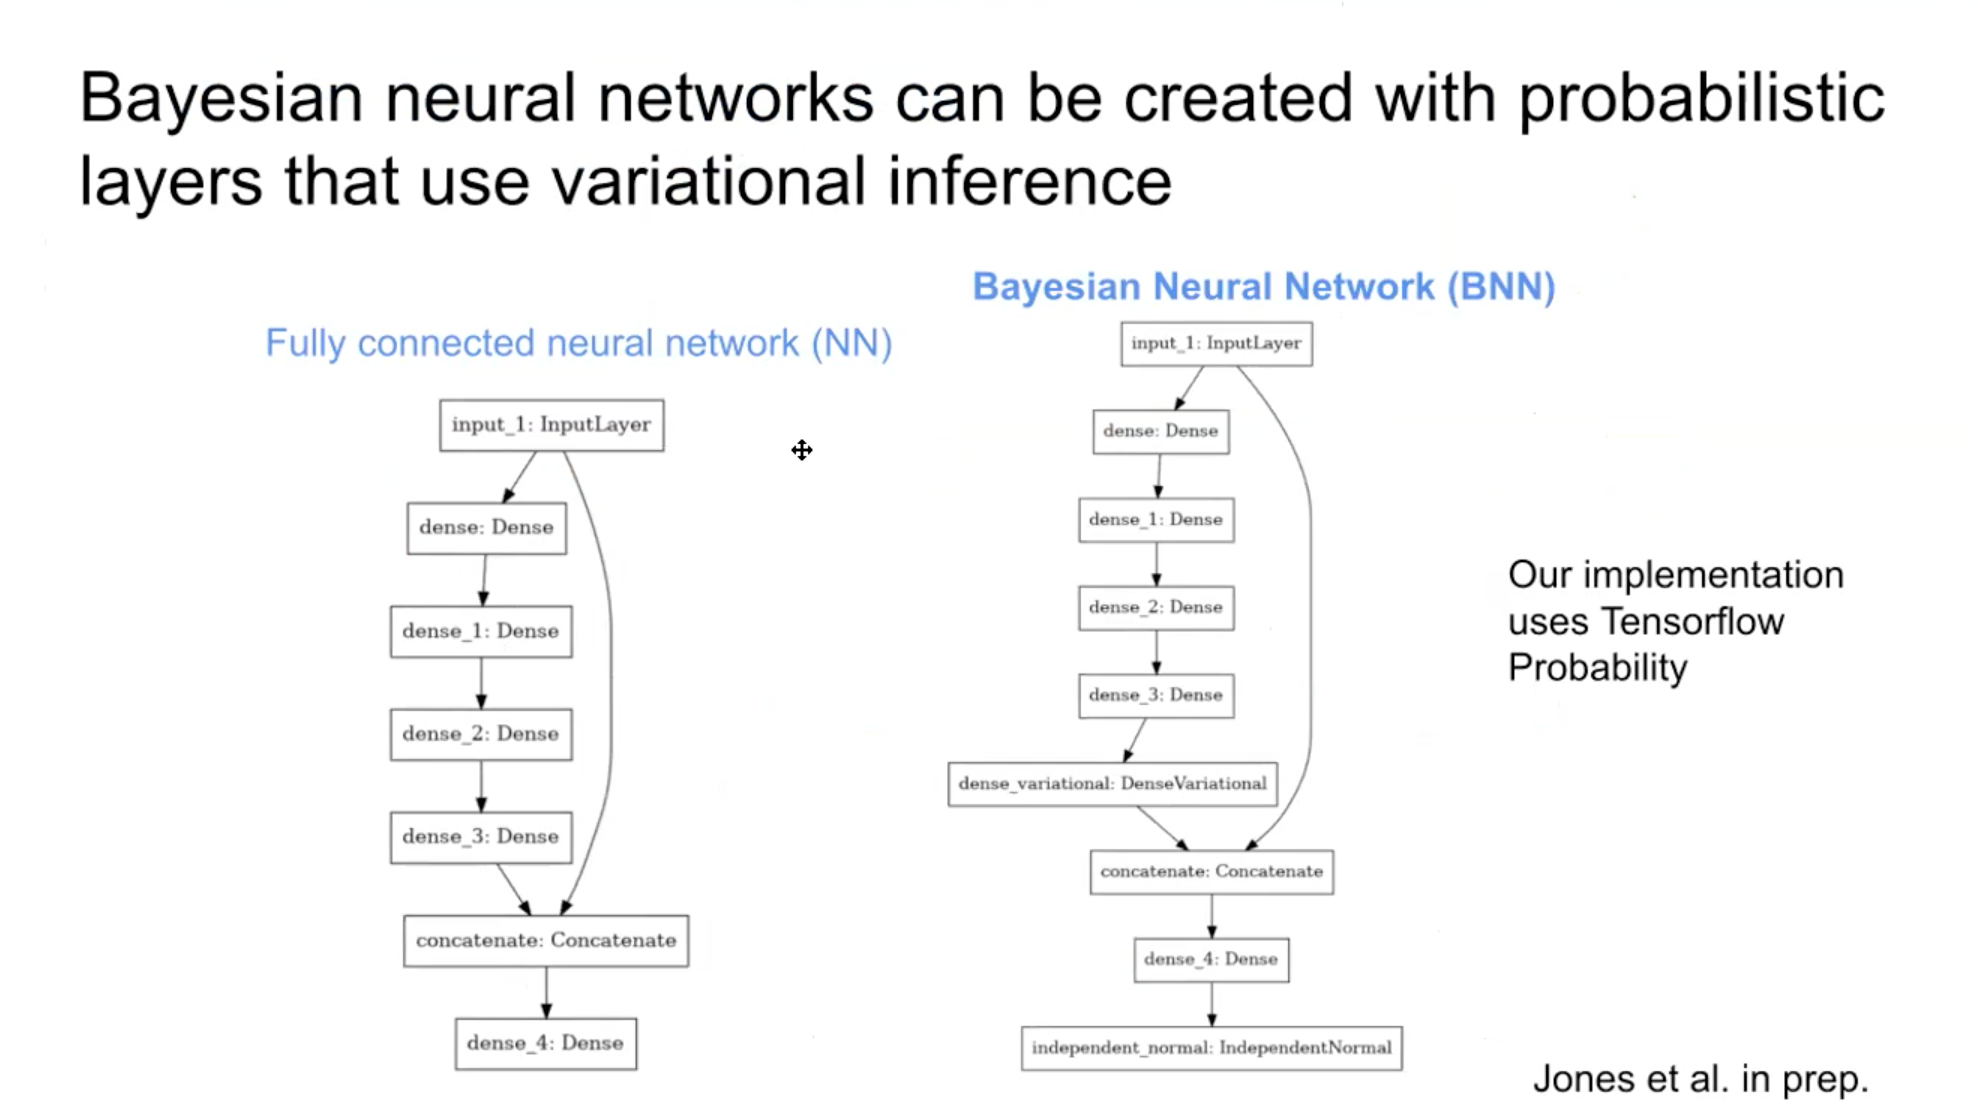 Bayesian neural networks can be created with probabilistic
layers that use variational inference
Fully connected neural network (NN)
input_1: InputLayer
dense: Dense
dense_1: Dense
dense_2: Dense
dense_3: Dense
concatenate: Concatenate
dense_4: Dense
Bayesian Neural Network (BNN)
input_1: InputLayer
dense: Dense
dense_1: Dense
dense_2: Dense
dense_3: Dense
dense_variational: DenseVariational
concatenate: Concatenate
dense_4: Dense
independent_normal: IndependentNormal
Our implementation
uses Tensorflow
Probability
Jones et al. in prep.